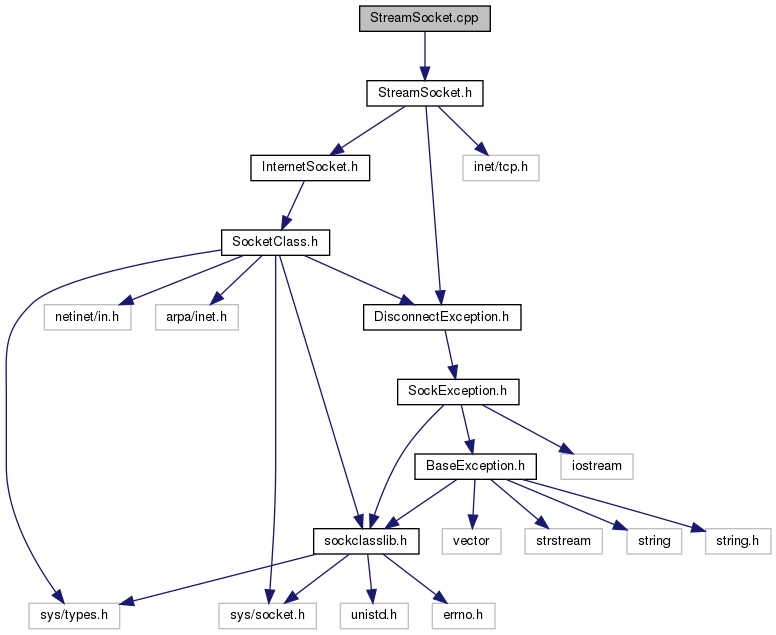 StreamSocket.cpp
StreamSocket.h
InternetSocket.h
inet/tcp.h
SocketClass.h
netinet/in.h
arpa/inet.h
DisconnectException.h
SockException.h
BaseException.h
iostream
sockclasslib.h
vector
strstream
string
string.h
sys/types.h
sys/socket.h
unistd.h
errno.h